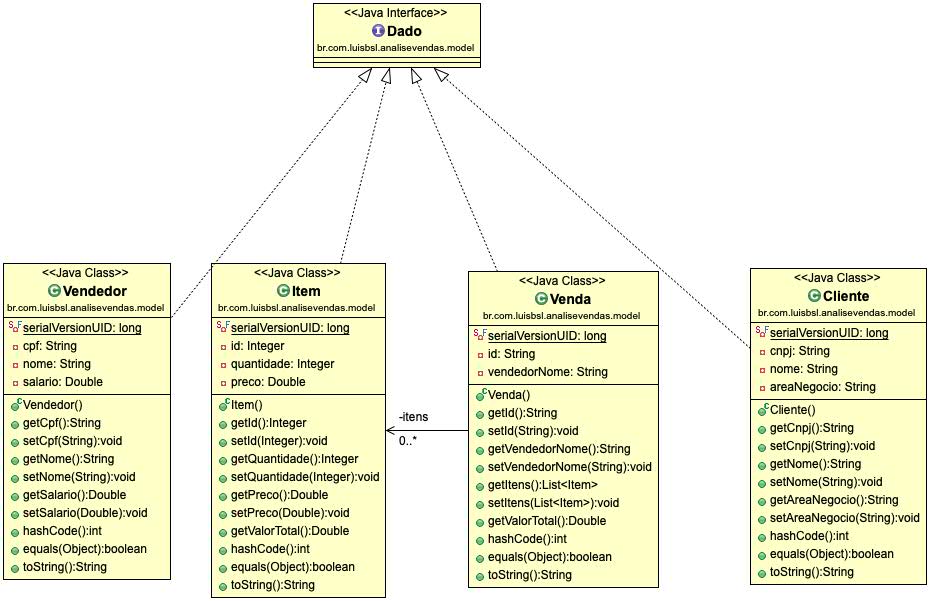 <<Java Interface>>
Dado
br.com.luisbsl.analisevendas.model
<<Java Class>>
Vendedor
br.com.luisbsl.analisevendas.model
serialVersionUID: long
cpf: String
nome: String
salario: Double
Vendedor()
getCpf():String
setCpf(String):void
getNome():String
setNome(String):void
getSalario():Double
setSalario(Double):void
hashCode():int
equals(Object):boolean
toString():String
<<Java Class>>
Item
br.com.luisbsl.analisevendas.model
serialVersionUID: long
id: Integer
quantidade: Integer
preco: Double
Item()
getId():Integer
setId(Integer):void
getQuantidade():Integer
setQuantidade(Integer):void
getPreco():Double
setPreco(Double):void
getValorTotal():Double
hashCode():int
equals(Object):boolean
toString():String
-itens
0..*
<<Java Class>>
Venda
br.com.luisbsl.analisevendas.model
serialVersionUID: long
id: String
vendedorNome: String
Venda()
getId():String
setId(String):void
getVendedorNome():String
setVendedorNome(String):void
getItens():List<Item>
setItens(List<Item>):void
getValorTotal():Double
hashCode():int
equals(Object):boolean
toString():String
<<Java Class>>
Cliente
br.com.luisbsl.analisevendas.model
serialVersionUID: long
cnpj: String
nome: String
areaNegocio: String
Cliente()
getCnpj():String
setCnpj(String):void
getNome():String
setNome(String):void
getAreaNegocio():String
setAreaNegocio(String):void
hashCode():int
equals(Object):boolean
toString():String